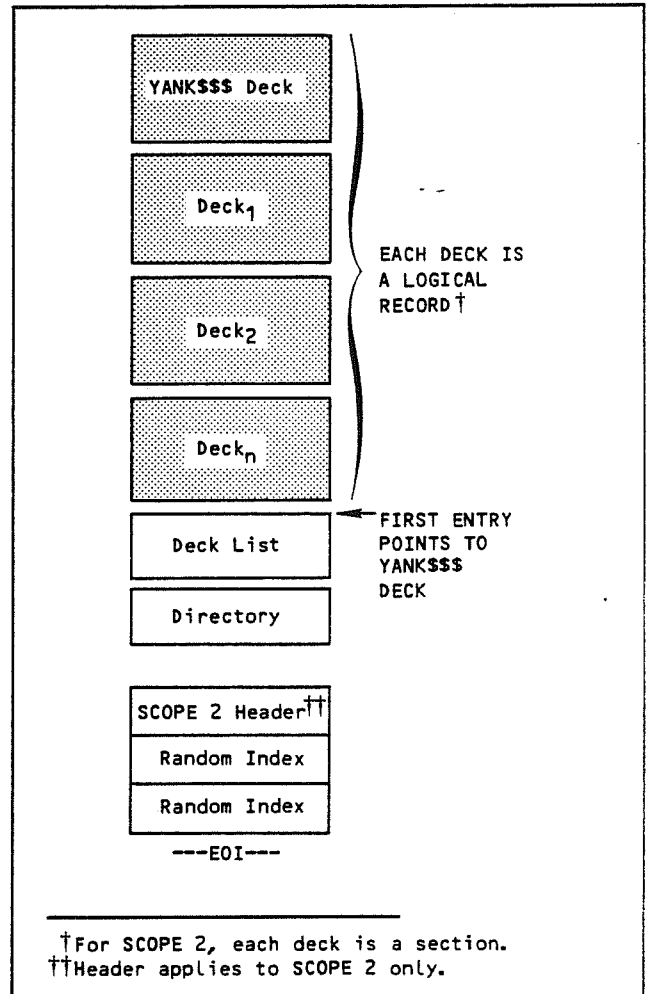 YANK$$$ Deck
Deck1
EACH DECK IS
A LOGICAL
RECORD†
Deck2
Deckn
FIRST ENTRY
POINTS TO
YANK$$$
DECK
Deck List
Directory
SCOPE 2 Header††
Random Index
Random Index
---EOI---
†For SCOPE 2, each deck is a section.
††Header applies to SCOPE 2 only.